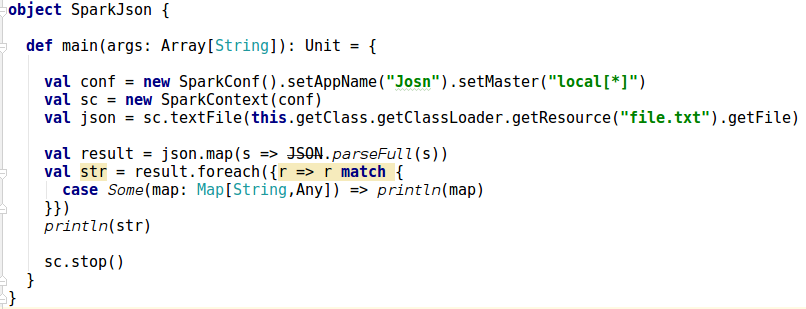 object SparkJson {
def main(args: Array[String]): Unit = {
val conf = new SparkConf().setAppName("Josn").setMaster("local[*]")
val sc = new SparkContext(conf)
val json = sc.textFile(this.getClass.getClassLoader.getResource("file.txt").getFile)
val result = json.map(s => JSON.parseFull(s))
val str = result.foreach({r => r match {
case Some(map: Map[String,Any]) => println(map)
}})
println(str)
sc.stop()
}
}